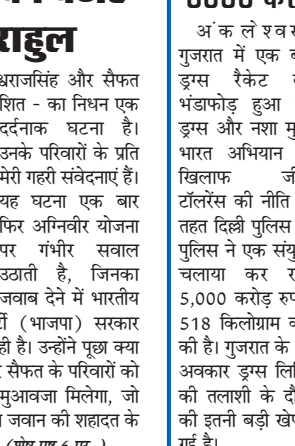 राहुल
श्वराजसिंह और सैफत
शित - का निधन एक
दर्दनाक घटना है।
उनके परिवारों के प्रति
मेरी गहरी संवेदनाएं हैं।
यह घटना एक बार
फिर अग्निवीर योजना
पर गंभीर सवाल
उठाती है, जिनका
जवाब देने में भारतीय
र्टी (भाजपा) सरकार
ही है। उन्होंने पूछा क्या
सैफत के परिवारों को
मुआवजा मिलेगा, जो
जवान की शहादत के
अंकलेश्वर
गुजरात में एक ब
ड्रग्स रैकेट
भंडाफोड़ हुआ
ड्रग्स और नशा मु
भारत अभियान
खिलाफ जी
टॉलरेंस की नीति
तहत दिल्ली पुलिस
पुलिस ने एक संयु
चलाया कर र
5,000 करोड़ रुप
518 किलोग्राम व
की है। गुजरात के
अवकार ड्रग्स लि
की तलाशी के दौ
की इतनी बड़ी खेप
गई है।